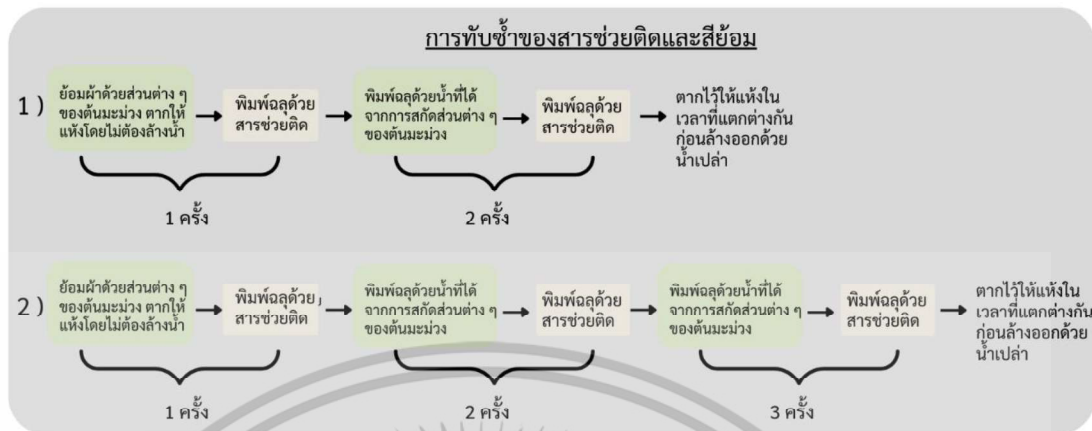 การทับซ้ำของสารช่วยติดและสีย้อม
1)
ย้อมผ้าด้วยส่วนต่าง ๆ
ของต้นมะม่วง ตากให้
แห้งโดยไม่ต้องล้างน้ำ
พิมพ์ฉลุด้วย
สารช่วยติด
พิมพ์ฉลุด้วยน้ำที่ได้
จากการสกัดส่วนต่าง ๆ
ของต้นมะม่วง
พิมพ์ฉลุด้วย
สารช่วยติด
ตากไว้ให้แห้งใน
เวลาที่แตกต่างกัน
ก่อนล้างออกด้วย
น้ำเปล่า
1 ครั้ง
2 ครั้ง
2)
ย้อมผ้าด้วยส่วนต่าง ๆ
ของต้นมะม่วง ตากให้
แห้งโดยไม่ต้องล้างน้ำ
พิมพ์ฉลุด้วย
สารช่วยติด
พิมพ์ฉลุด้วยน้ำที่ได้
จากการสกัดส่วนต่าง ๆ
ของต้นมะม่วง
พิมพ์ฉลุด้วย
สารช่วยติด
พิมพ์ฉลุด้วยน้ำที่ได้
จากการสกัดส่วนต่าง ๆ
ของต้นมะม่วง
พิมพ์ฉลุด้วย
สารช่วยติด
ตากไว้ให้แห้งใน
เวลาที่แตกต่างกัน
ก่อนล้างออกด้วย
น้ำเปล่า
1 ครั้ง
2 ครั้ง
3 ครั้ง